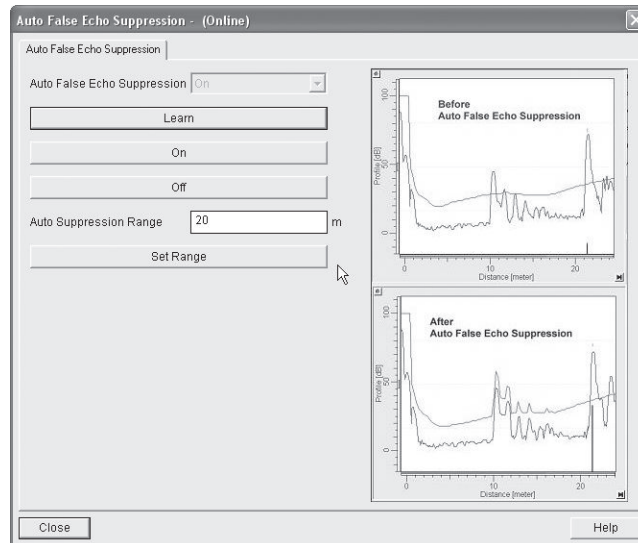 Auto False Echo Suppression - (Online)
Auto False Echo Suppression
Auto False Echo Suppression On
Learn
On
Off
Auto Suppression Range 20 m
Set Range
Before
Auto False Echo Suppression
Profile [dB]
100
50
0
0 10 20
Distance [meter]
After
Auto False Echo Suppression
Profile [dB]
100
50
0
0 10 20
Distance [meter]
Close
Help